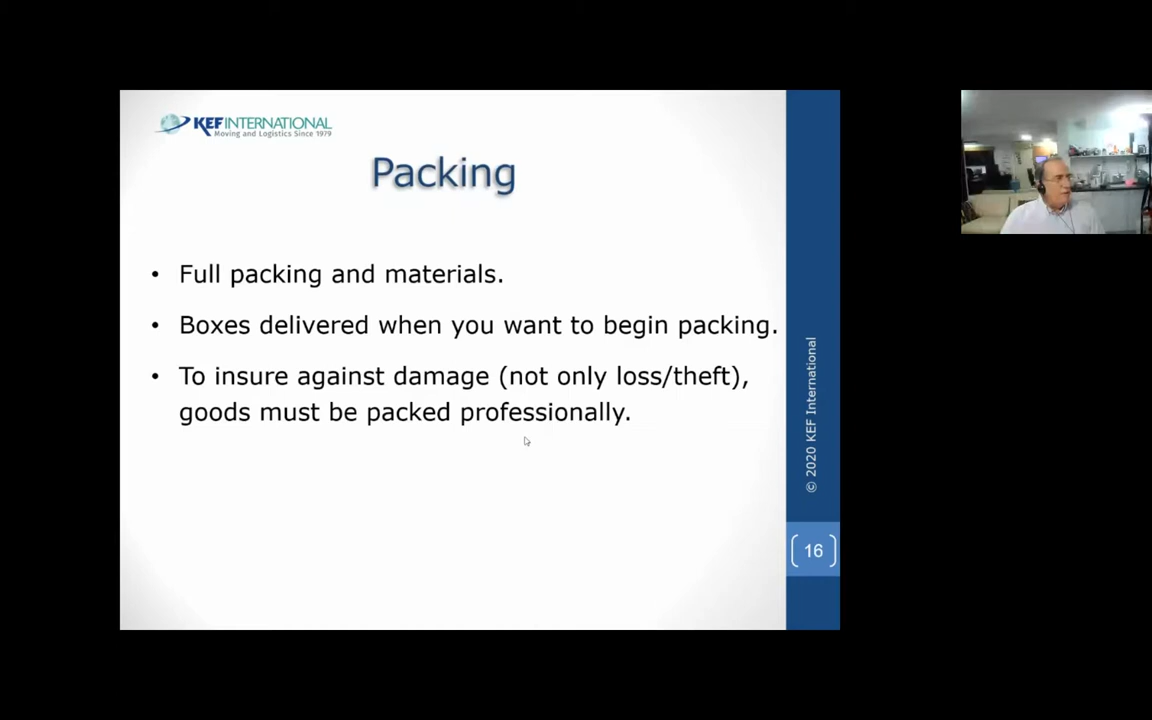 KEF INTERNATIONAL
Moving and Logistics Since 1979
Packing
• Full packing and materials.
• Boxes delivered when you want to begin packing.
• To insure against damage (not only loss/theft),
goods must be packed professionally.
© 2020 KEF International
16